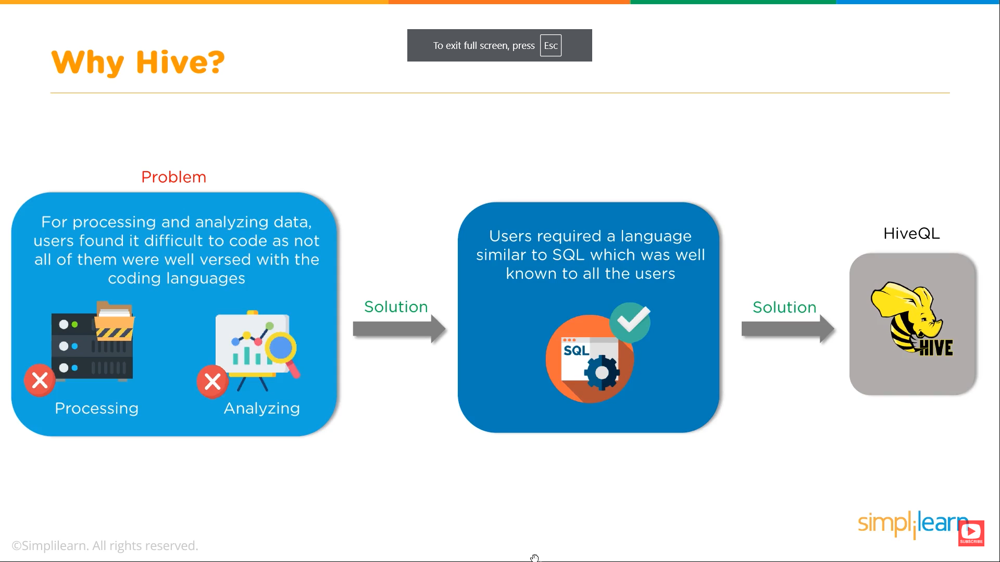 To exit full screen, press Esc
Why Hive?
Problem
For processing and analyzing data,
users found it difficult to code as not
all of them were well versed with the
coding languages
Processing
Analyzing
Solution
Users required a language
similar to SQL which was well
known to all the users
SQL
Solution
HiveQL
HIVE
simplilearn
SUBSCRIBE
©Simplilearn. All rights reserved.